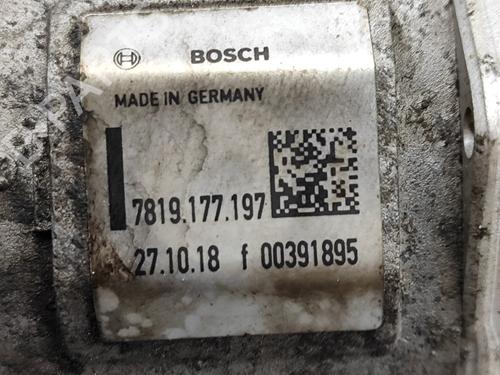 BOSCH
MADE IN GERMANY
7819.177.197
27.10.18 f 00391895